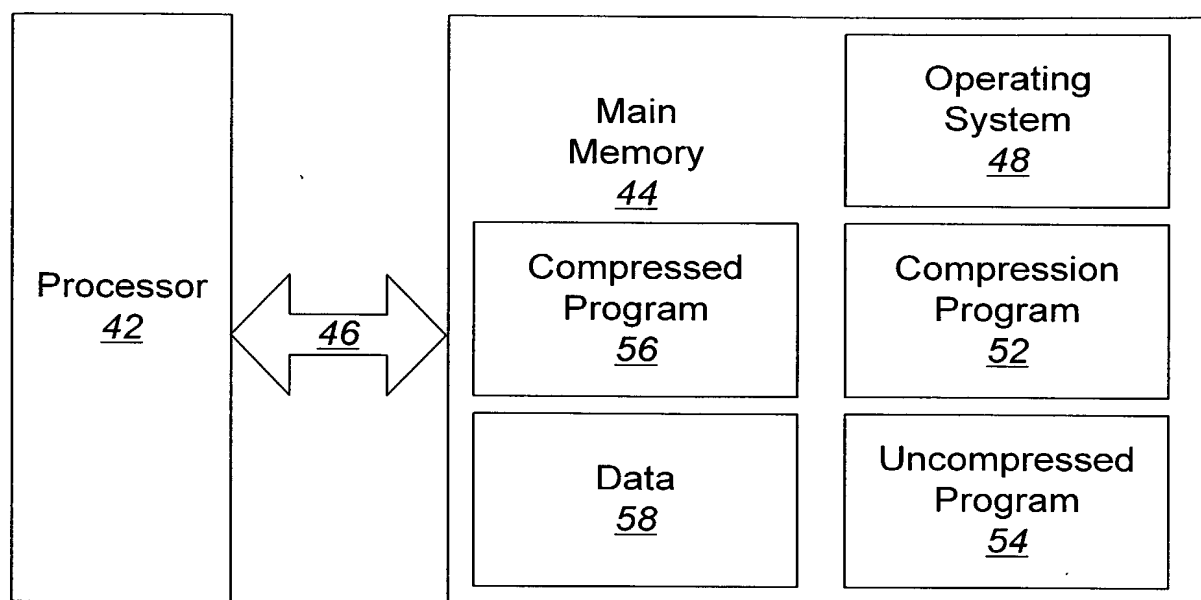 Processor
42
46
Main
Memory
44
Operating
System
48
Compressed
Program
56
Compression
Program
52
Data
58
Uncompressed
Program
54